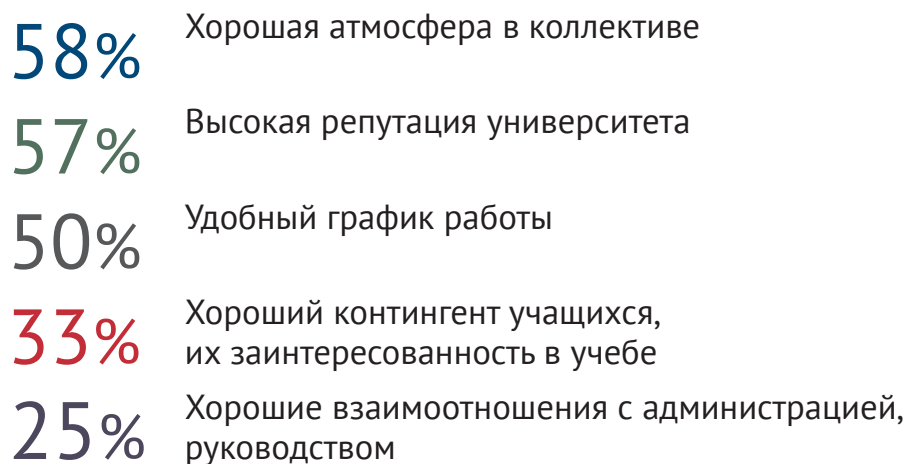 58% Хорошая атмосфера в коллективе
57% Высокая репутация университета
50% Удобный график работы
33% Хороший контингент учащихся,
их заинтересованность в учебе
25% Хорошие взаимоотношения с администрацией,
руководством